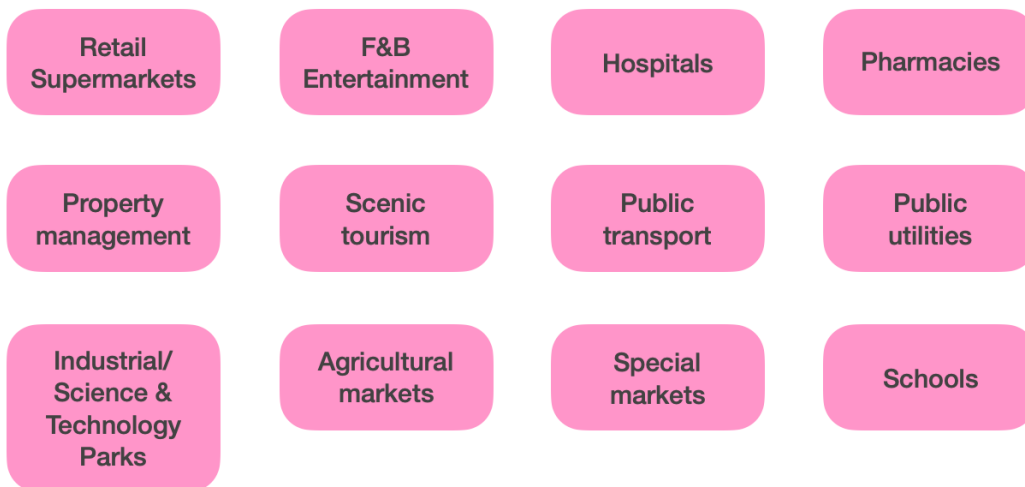 Retail
Supermarkets
F&B
Entertainment
Hospitals
Pharmacies
Property
management
Scenic
tourism
Public
transport
Public
utilities
Industrial/
Science &
Technology
Parks
Agricultural
markets
Special
markets
Schools